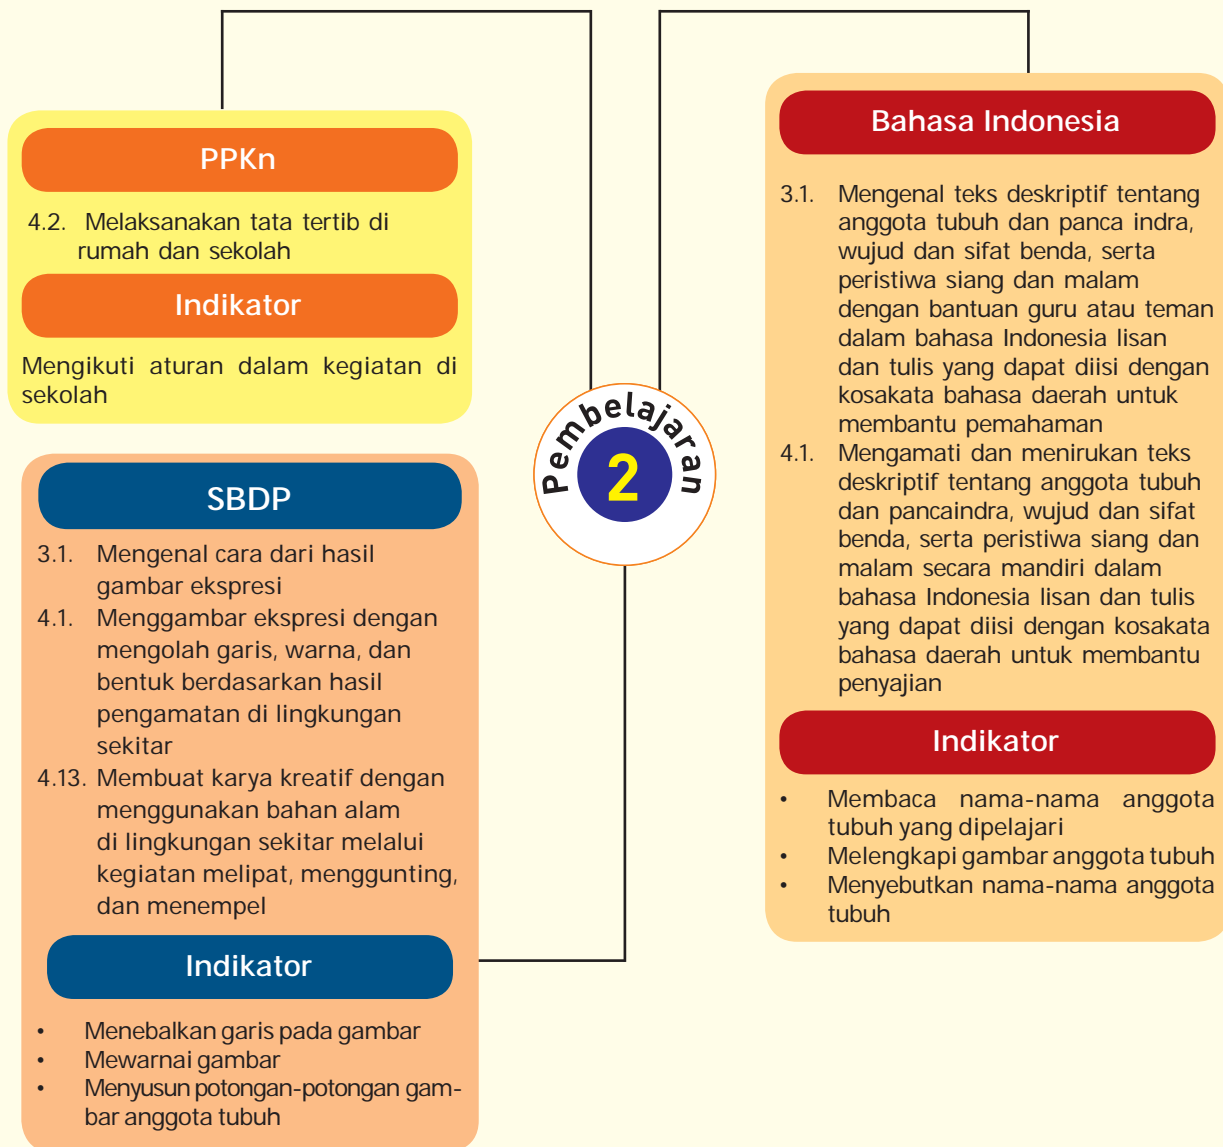 PPKn
4.2. Melaksanakan tata tertib di
rumah dan sekolah
Indikator
Mengikuti aturan dalam kegiatan di
sekolah
SBDP
3.1. Mengenal cara dari hasil
gambar ekspresi
4.1. Menggambar ekspresi dengan
mengolah garis, warna, dan
bentuk berdasarkan hasil
pengamatan di lingkungan
sekitar
4.13. Membuat karya kreatif dengan
menggunakan bahan alam
di lingkungan sekitar melalui
kegiatan melipat, menggunting,
dan menempel
Indikator
• Menebalkan garis pada gambar
• Mewarnai gambar
• Menyusun potongan-potongan gam-
bar anggota tubuh
Pembelajaran
2
Bahasa Indonesia
3.1. Mengenal teks deskriptif tentang
anggota tubuh dan panca indra,
wujud dan sifat benda, serta
peristiwa siang dan malam
dengan bantuan guru atau teman
dalam bahasa Indonesia lisan
dan tulis yang dapat diisi dengan
kosakata bahasa daerah untuk
membantu pemahaman
4.1. Mengamati dan menirukan teks
deskriptif tentang anggota tubuh
dan pancaindra, wujud dan sifat
benda, serta peristiwa siang dan
malam secara mandiri dalam
bahasa Indonesia lisan dan tulis
yang dapat diisi dengan kosakata
bahasa daerah untuk membantu
penyajian
Indikator
• Membaca nama-nama anggota
tubuh yang dipelajari
• Melengkapi gambar anggota tubuh
• Menyebutkan nama-nama anggota
tubuh